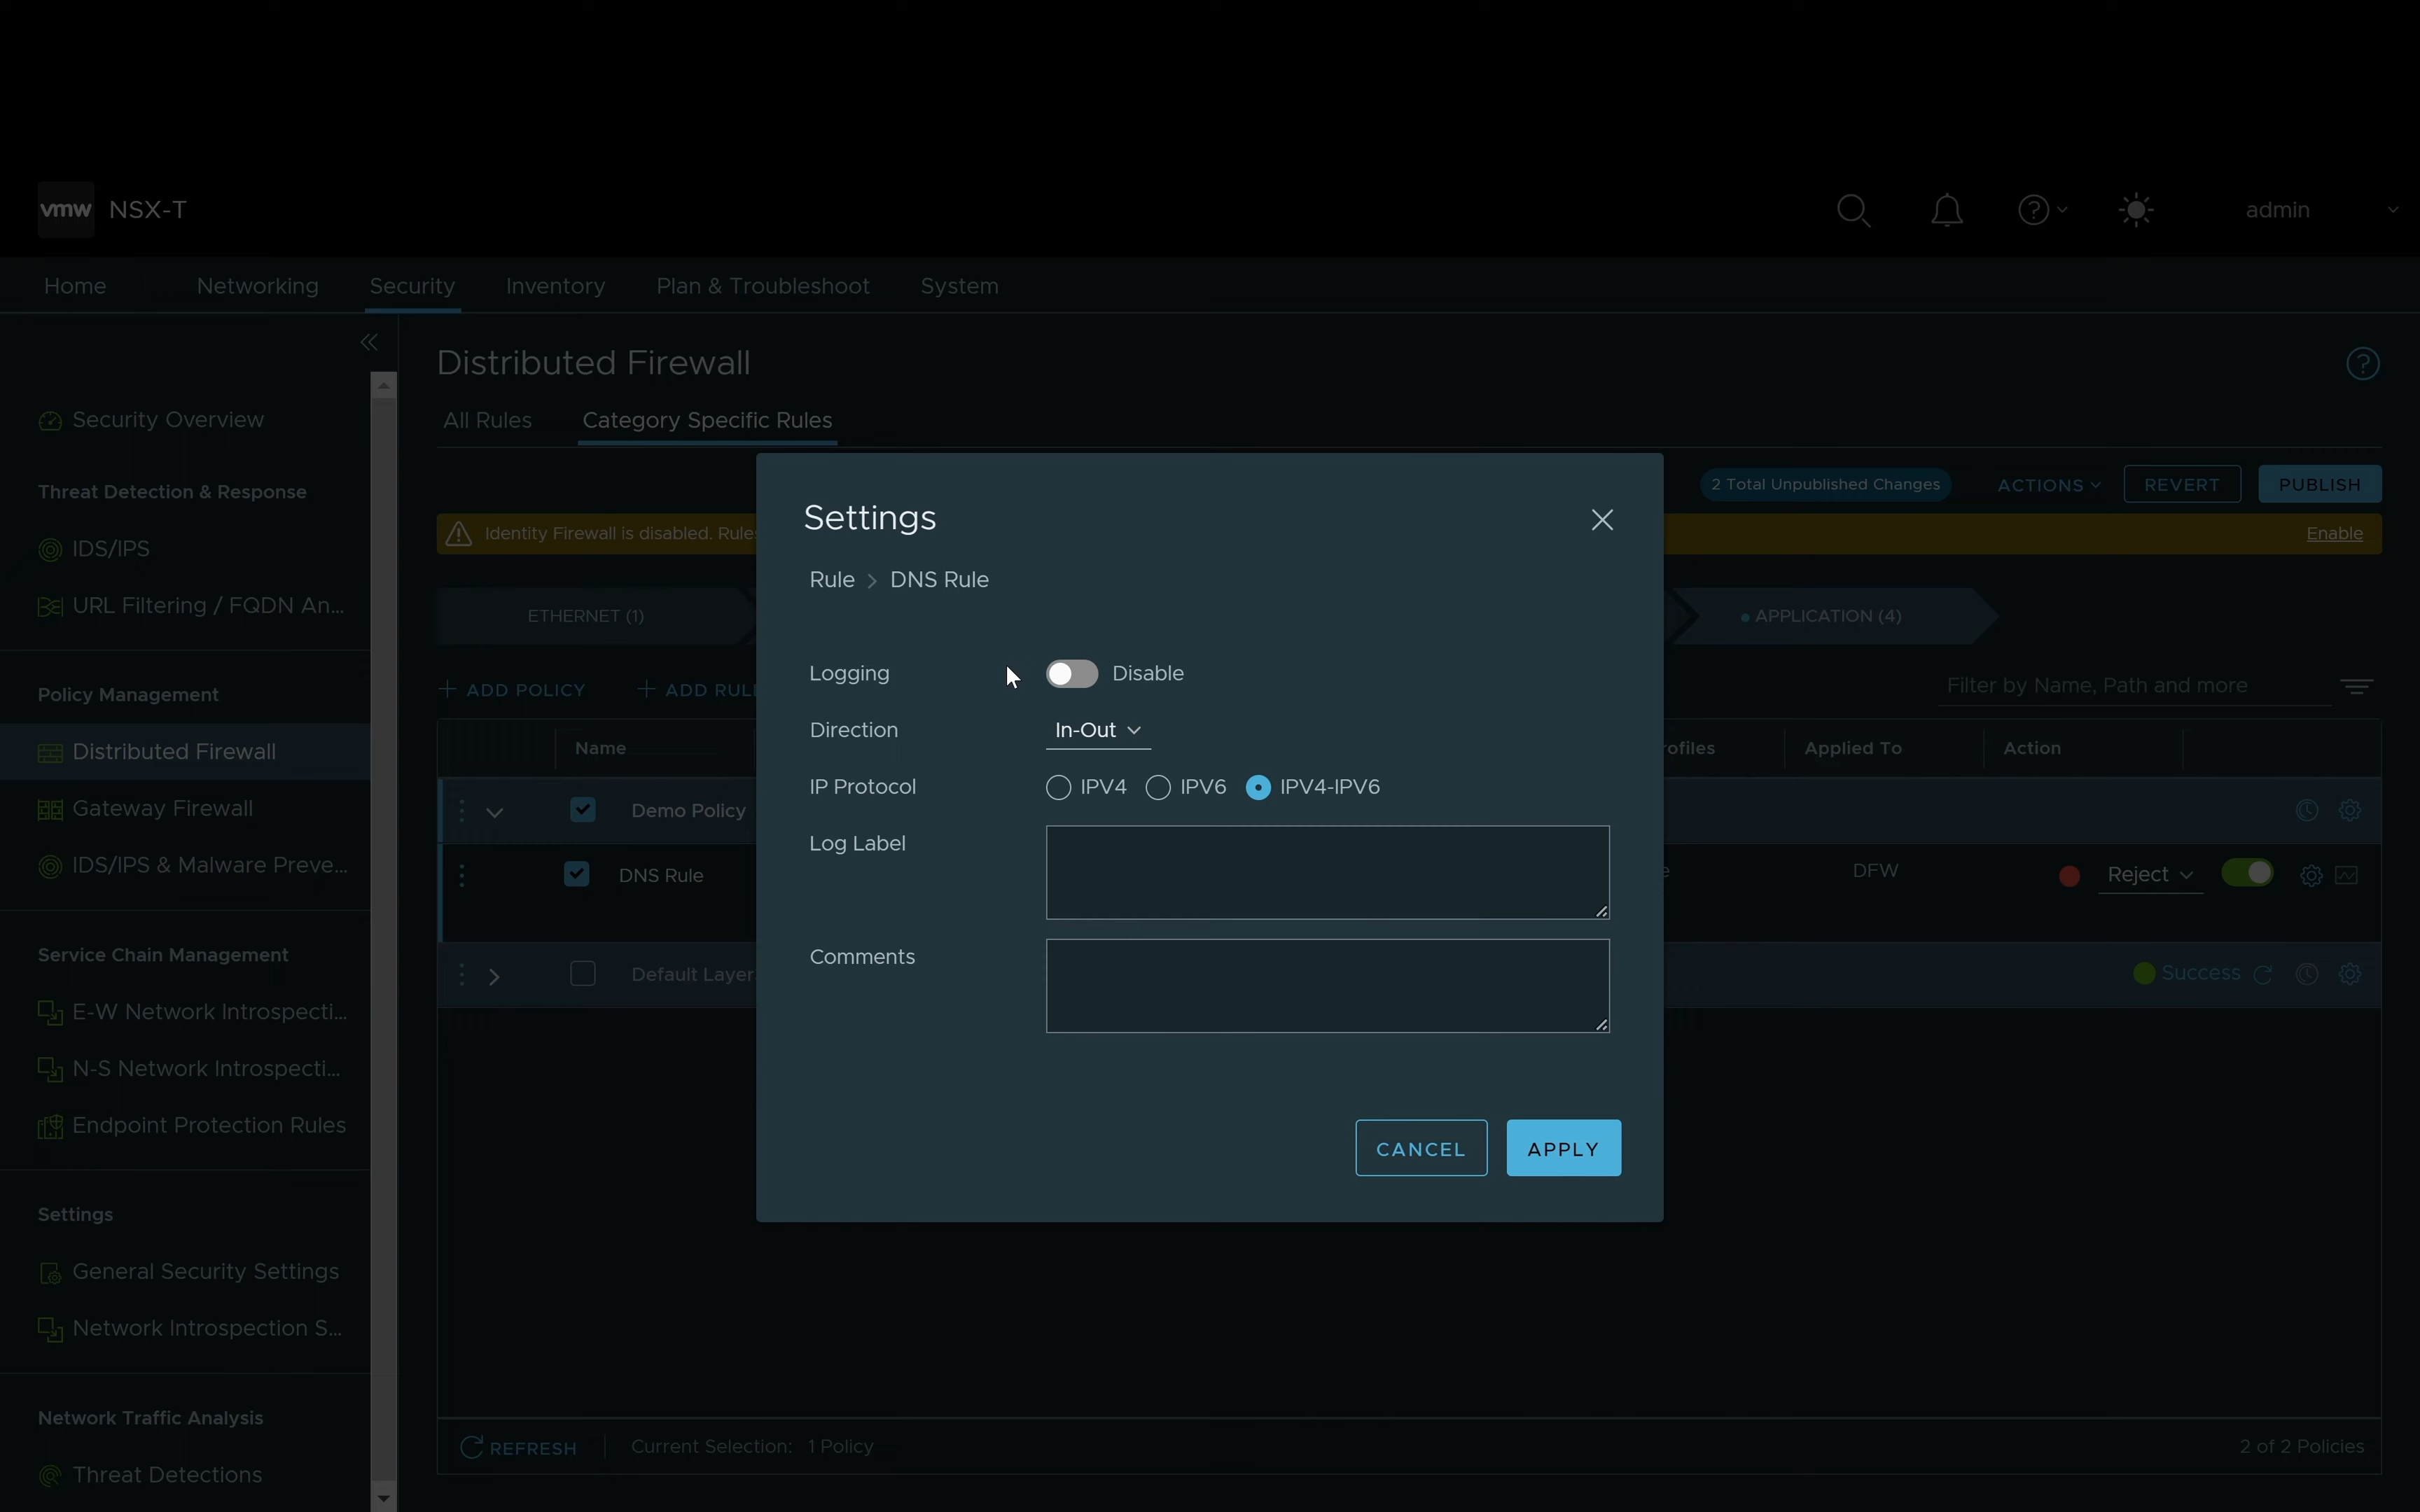 vmw NSX-T admin
Home Networking Security Inventory Plan & Troubleshoot System
Distributed Firewall
All Rules Category Specific Rules
Security Overview
Threat Detection & Response
IDS/IPS
URL Filtering / FQDN An...
Policy Management
Distributed Firewall
Gateway Firewall
IDS/IPS & Malware Preve...
Service Chain Management
E-W Network Introspecti...
N-S Network Introspecti...
Endpoint Protection Rules
Settings
General Security Settings
Network Introspection S...
Network Traffic Analysis
Threat Detections
2 Total Unpublished Changes ACTIONS REVERT PUBLISH
Identity Firewall is disabled. Enable
ETHERNET (1) APPLICATION (4)
ADD POLICY ADD Filter by Name, Path and more
Name Applied To Action
Demo Policy
DNS Rule DFW Reject
Default Layer Success
REFRESH Current Selection: 1 Policy 2 of 2 Policies
Settings
Rule > DNS Rule
Logging Disable
Direction In-Out
IP Protocol IPV4 IPV6 IPV4-IPV6
Log Label
Comments
CANCEL APPLY